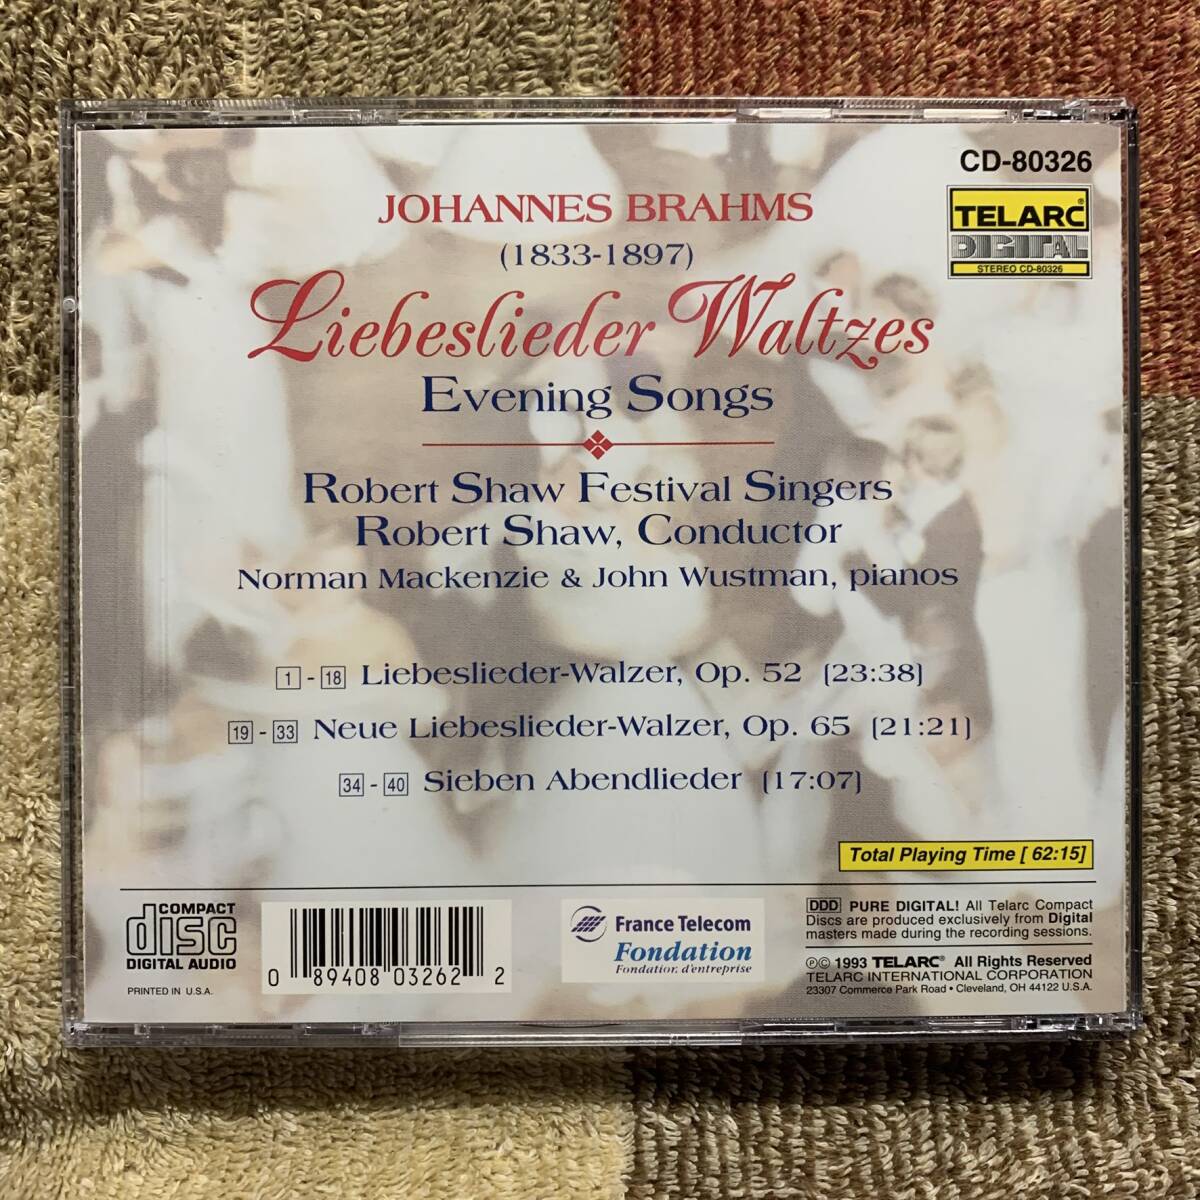 CD-80326
TELARC®
DIGITAL
STEREO CD-80326
JOHANNES BRAHMS
(1833-1897)
Liebeslieder Waltzes
Evening Songs
Robert Shaw Festival Singers
Robert Shaw, Conductor
Norman Mackenzie & John Wustman, pianos
1 - 18 Liebeslieder-Walzer, Op. 52 [23:38]
19 - 33 Neue Liebeslieder-Walzer, Op. 65 [21:21]
34 - 40 Sieben Abendlieder [17:07]
Total Playing Time [ 62:15]
COMPACT
disc
DIGITAL AUDIO
PRINTED IN U.S.A.
0 89408 03262 2
France Telecom
Fondation
Fondation d'entreprise
DDD PURE DIGITAL! All Telarc Compact
Discs are produced exclusively from Digital
masters made during the recording sessions.
℗© 1993 TELARC® All Rights Reserved
TELARC INTERNATIONAL CORPORATION
23307 Commerce Park Road • Cleveland, OH 44122 U.S.A.